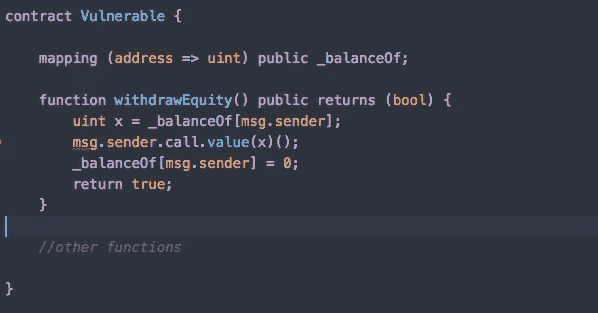 contract Vulnerable {
mapping (address => uint) public _balanceOf;
function withdrawEquity() public returns (bool) {
uint x = _balanceOf[msg.sender];
msg.sender.call.value(x)();
_balanceOf[msg.sender] = 0;
return true;
}
//other functions
}